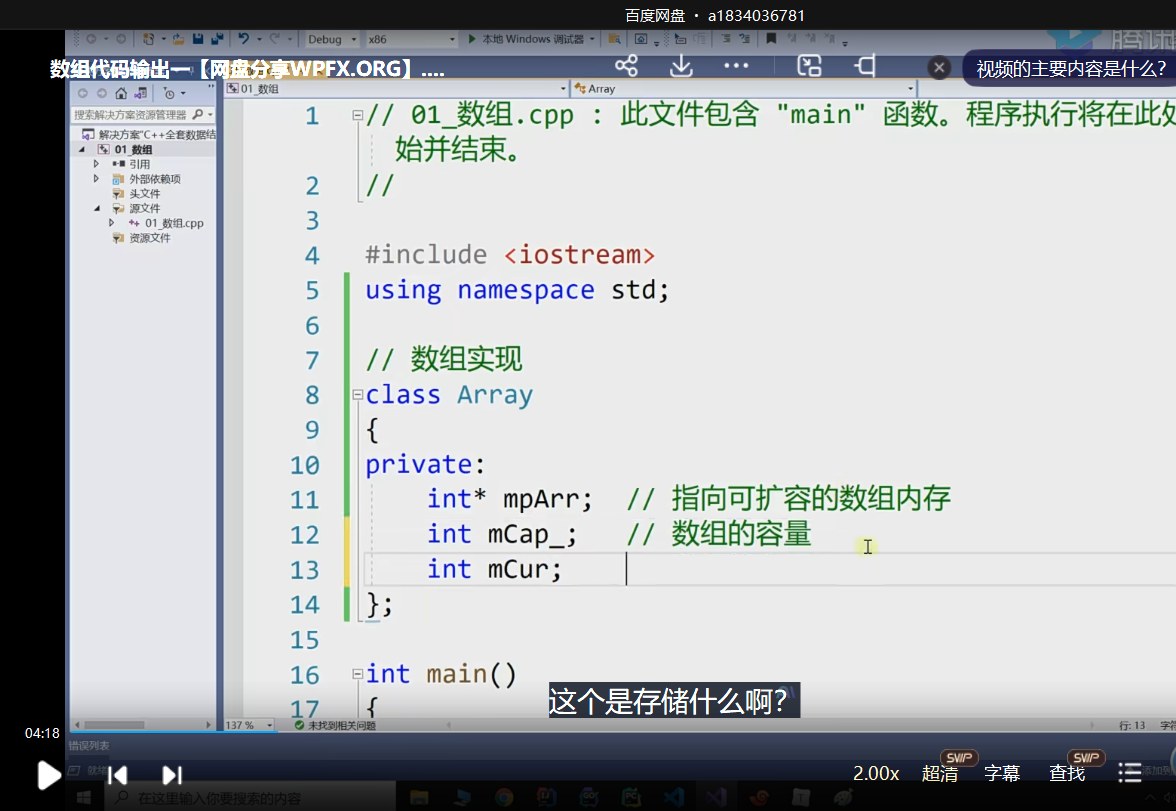 百度网盘 · a1834036781
Debug x86 本地 Windows 调试器
数组代码输出一【网盘分享WPFX.ORG】....
视频的主要内容是什么?
01_数组 Array
搜索解决方案资源管理器
解决方案"C++全套数据结
01_数组
引用
外部依赖项
头文件
源文件
01_数组.cpp
资源文件
1 // 01_数组.cpp : 此文件包含 "main" 函数。程序执行将在此处
始并结束。
2 //
3
4 #include <iostream>
5 using namespace std;
6
7 // 数组实现
8 class Array
9 {
10 private:
11 int* mpArr; // 指向可扩容的数组内存
12 int mCap_; // 数组的容量
13 int mCur;
14 };
15
16 int main()
17 {
这个是存储什么啊?
137 % 未找到相关问题 行: 13
04:18
错误列表
2.00x 超清 SVIP 字幕 查找 SVIP
在这里输入你要搜索的内容